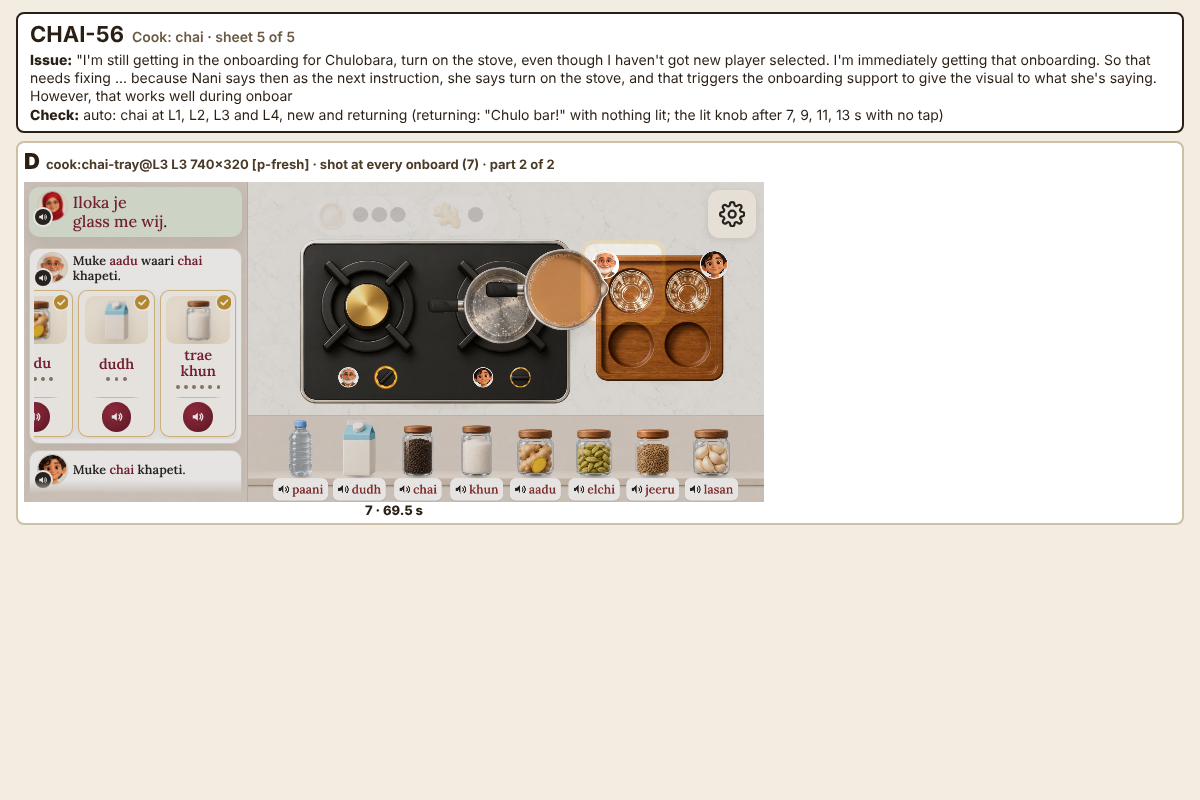 CHAI-56 Cook: chai · sheet 5 of 5
Issue: "I'm still getting in the onboarding for Chulobara, turn on the stove, even though I haven't got new player selected. I'm immediately getting that onboarding. So that
needs fixing ... because Nani says then as the next instruction, she says turn on the stove, and that triggers the onboarding support to give the visual to what she's saying.
However, that works well during onboar
Check: auto: chai at L1, L2, L3 and L4, new and returning (returning: "Chulo bar!" with nothing lit; the lit knob after 7, 9, 11, 13 s with no tap)
D cook:chai-tray@L3 L3 740×320 [p-fresh] · shot at every onboard (7) · part 2 of 2
Iloka je
glass me wij.
Muke aadu waari chai
khapeti.
du
dudh
trae
khun
Muke chai khapeti.
paani dudh chai khun aadu elchi jeeru lasan
7 · 69.5 s